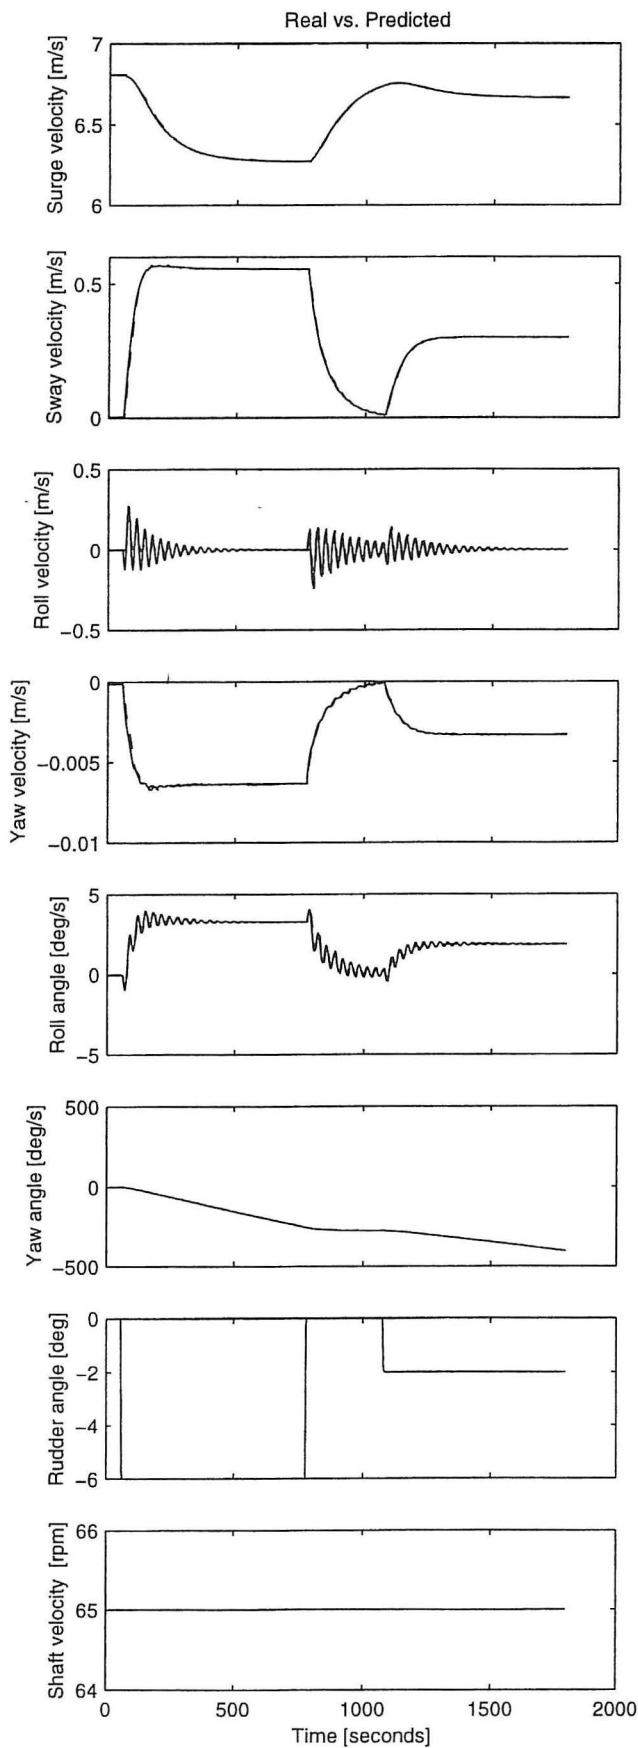 Real vs. Predicted
Surge velocity [m/s]
7
6.5
6
Sway velocity [m/s]
0.5
0
Roll velocity [m/s]
0.5
0
−0.5
Yaw velocity [m/s]
0
−0.005
−0.01
Roll angle [deg/s]
5
0
−5
Yaw angle [deg/s]
500
0
−500
Rudder angle [deg]
0
−2
−4
−6
Shaft velocity [rpm]
66
65
64
0 500 1000 1500 2000
Time [seconds]